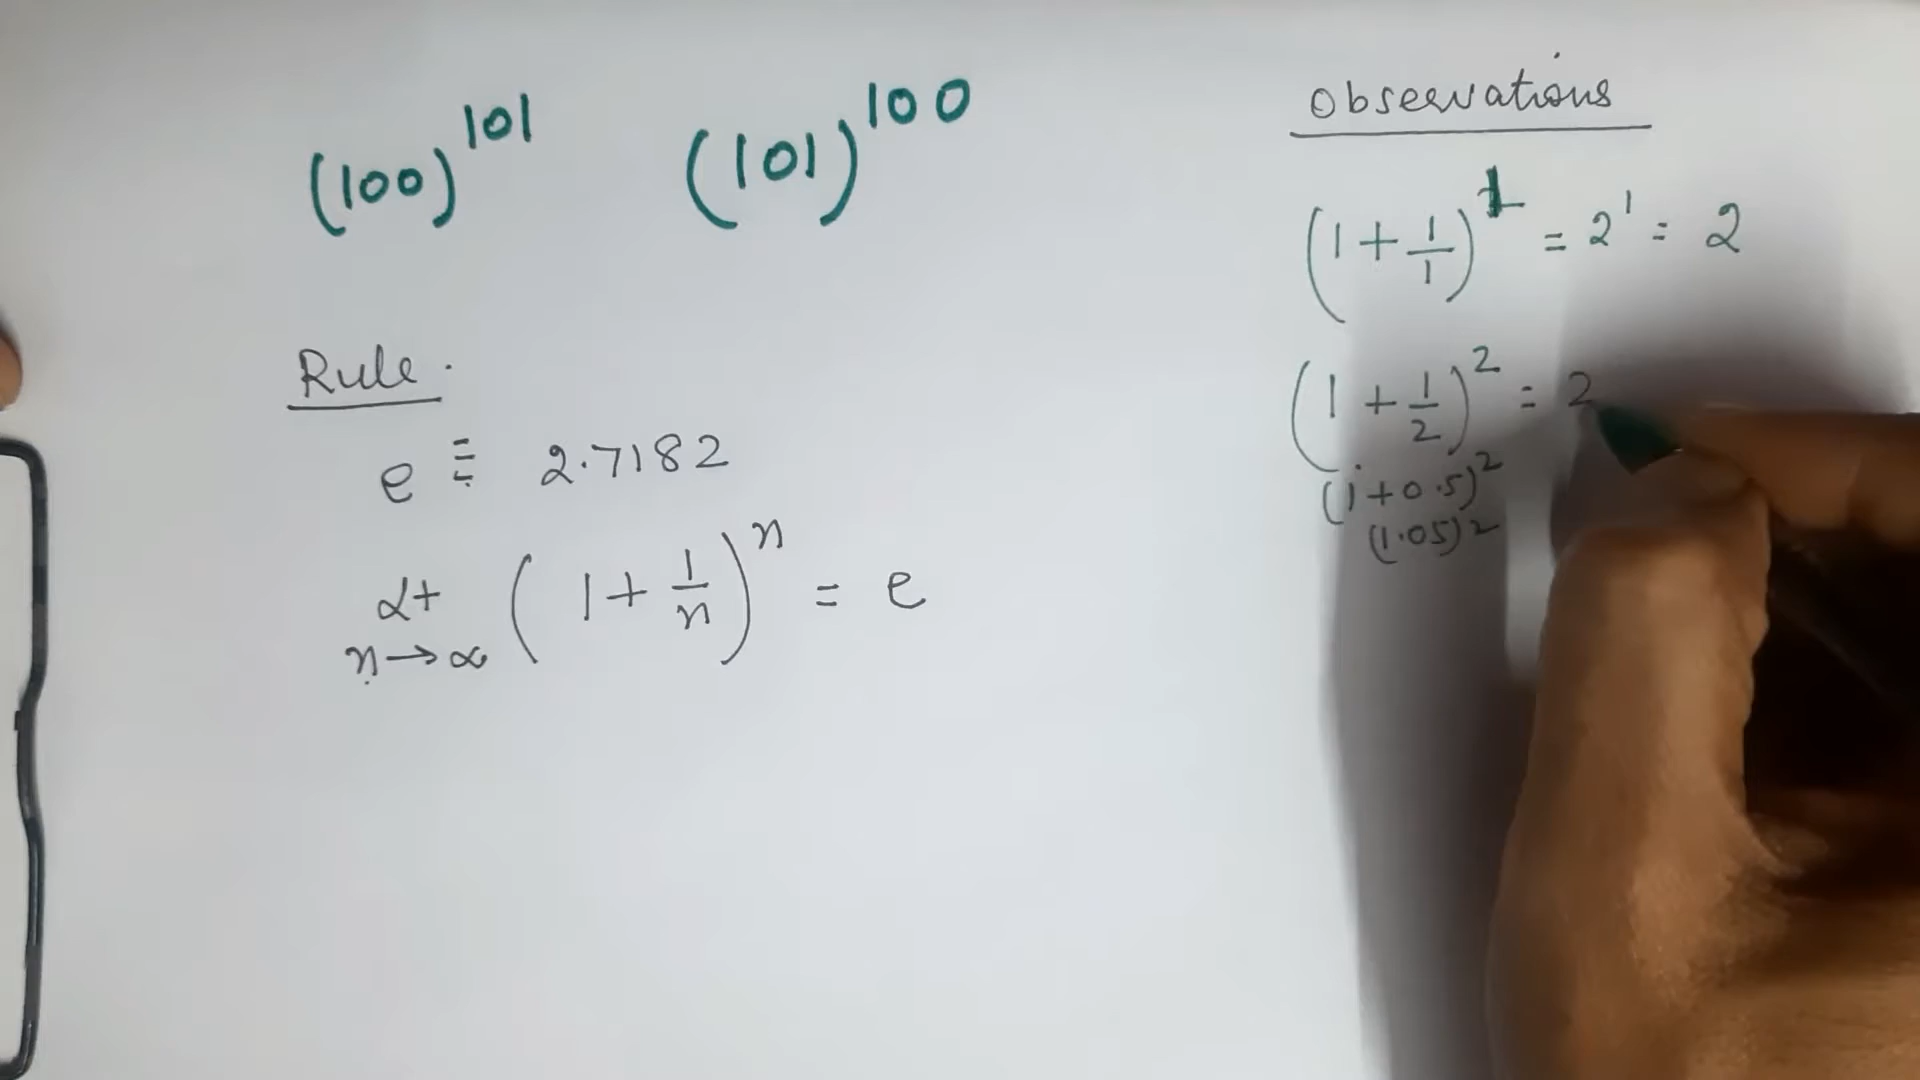 (100)^101 (101)^100
Rule.
e ≡ 2.7182
Lt n→∞ (1+1/n)^n = e
Observations
(1+1/1)^1 = 2^1 = 2
(1+1/2)^2 = 2
(1+0.5)^2
(1.05)2